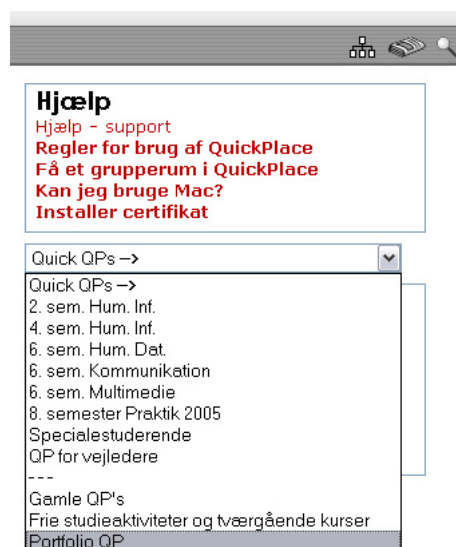 Hjælp
Hjælp - support
Regler for brug af QuickPlace
Få et grupperum i QuickPlace
Kan jeg bruge Mac?
Installer certifikat
Quick QPs -->
Quick QPs -->
2. sem. Hum. Inf.
4. sem. Hum. Inf.
6. sem. Hum. Dat.
6. sem. Kommunikation
6. sem. Multimedie
8. semester Praktik 2005
Specialestuderende
QP for vejledere
---
Gamle QP's
Frie studieaktiviteter og tværgående kurser
Portfolio QP